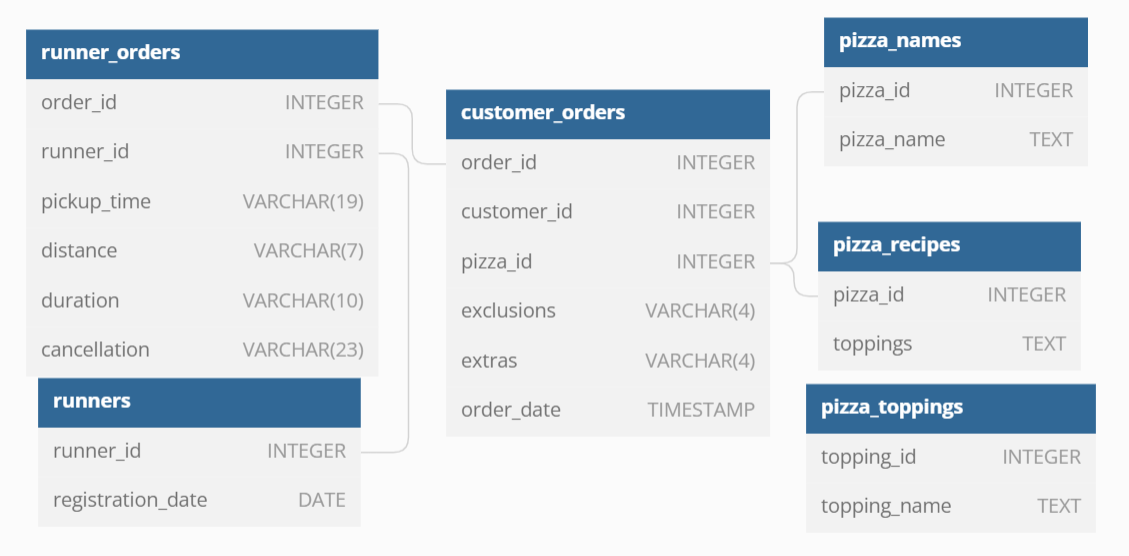 runner_orders
order_id INTEGER
runner_id INTEGER
pickup_time VARCHAR(19)
distance VARCHAR(7)
duration VARCHAR(10)
cancellation VARCHAR(23)
runners
runner_id INTEGER
registration_date DATE
customer_orders
order_id INTEGER
customer_id INTEGER
pizza_id INTEGER
exclusions VARCHAR(4)
extras VARCHAR(4)
order_date TIMESTAMP
pizza_names
pizza_id INTEGER
pizza_name TEXT
pizza_recipes
pizza_id INTEGER
toppings TEXT
pizza_toppings
topping_id INTEGER
topping_name TEXT